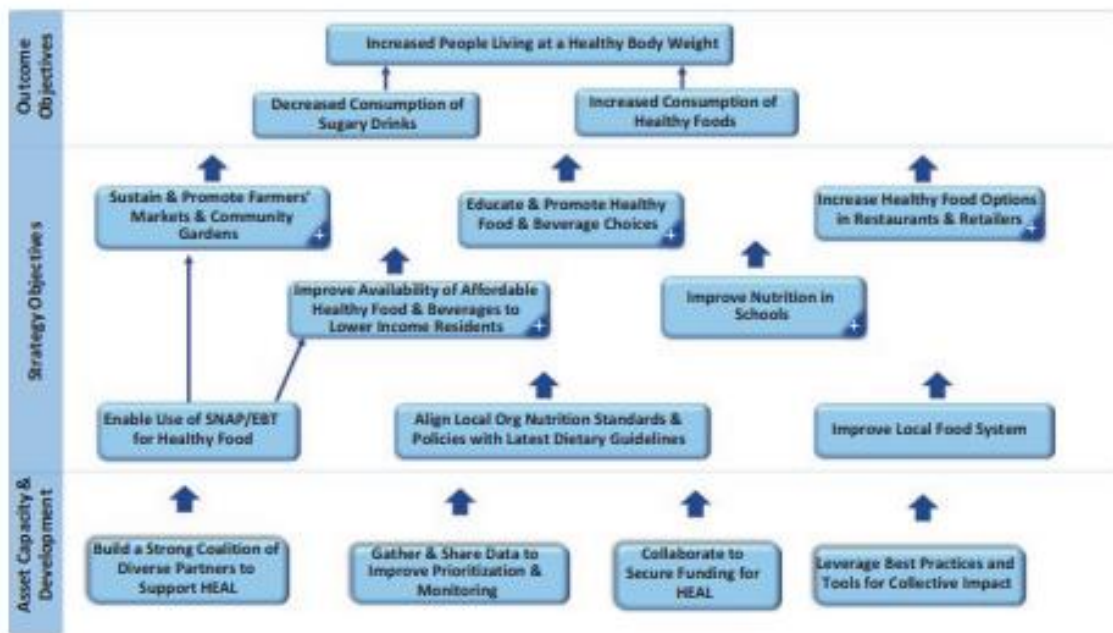 Outcome
Objectives
Increased People Living at a Healthy Body Weight
Decreased Consumption of
Sugary Drinks
Increased Consumption of
Healthy Foods
Strategy Objectives
Sustain & Promote Farmers'
Markets & Community
Gardens
Educate & Promote Healthy
Food & Beverage Choices
Increase Healthy Food Options
in Restaurants & Retailers
Improve Availability of Affordable
Healthy Food & Beverages to
Lower Income Residents
Improve Nutrition in
Schools
Enable Use of SNAP/EBT
for Healthy Food
Align Local Org Nutrition Standards &
Policies with Latest Dietary Guidelines
Improve Local Food System
Asset Capacity &
Development
Build a Strong Coalition of
Diverse Partners to
Support HEAL
Gather & Share Data to
Improve Prioritization &
Monitoring
Collaborate to
Secure Funding for
HEAL
Leverage Best Practices and
Tools for Collective Impact